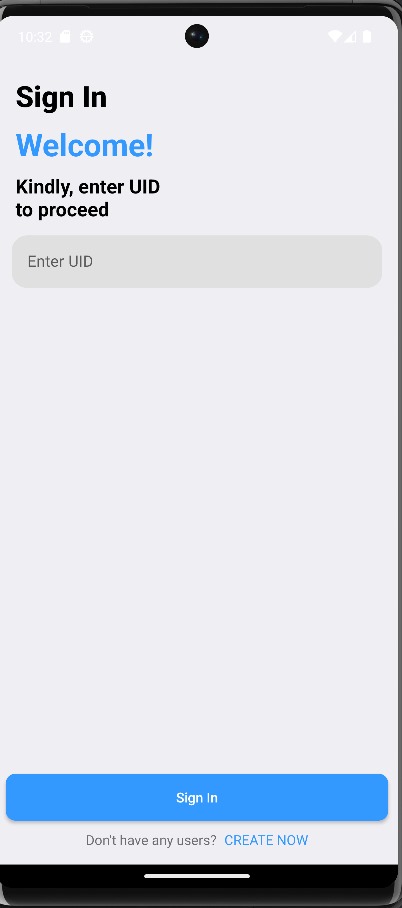 10:32
Sign In
Welcome!
Kindly, enter UID
to proceed
Enter UID
Sign In
Don't have any users? CREATE NOW